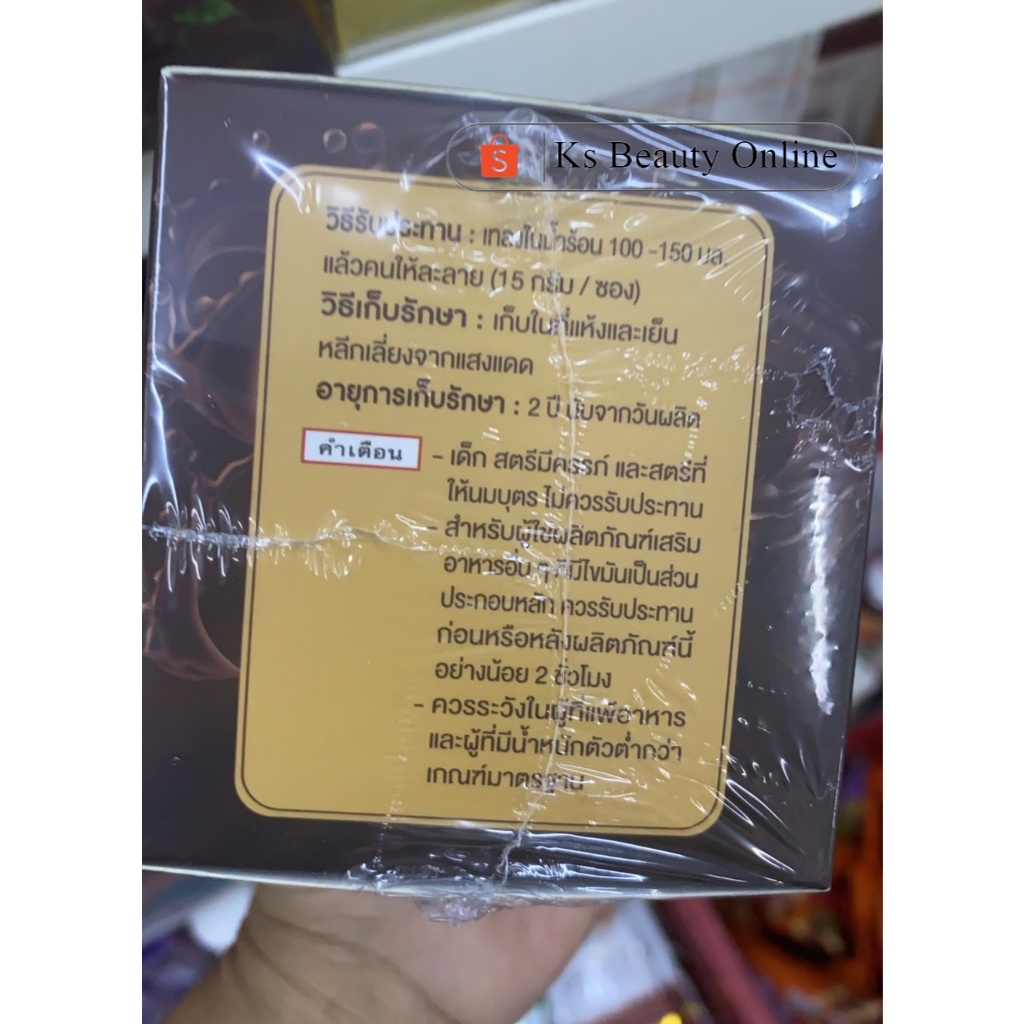 Ks Beauty Online
วิธีรับประทาน : เทลงในน้ำร้อน 100 -150 มล.
แล้วคนให้ละลาย (15 กรัม / ซอง)
วิธีเก็บรักษา : เก็บในที่แห้งและเย็น
หลีกเลี่ยงจากแสงแดด
อายุการเก็บรักษา : 2 ปี นับจากวันผลิต
คำเตือน
- เด็ก สตรีมีครรภ์ และสตรีที่
ให้นมบุตร ไม่ควรรับประทาน
- สำหรับผู้ใช้ผลิตภัณฑ์เสริม
อาหารอื่น ๆ ที่มีไขมันเป็นส่วน
ประกอบหลัก ควรรับประทาน
ก่อนหรือหลังผลิตภัณฑ์นี้
อย่างน้อย 2 ชั่วโมง
- ควรระวังในผู้ที่แพ้อาหาร
และผู้ที่มีน้ำหนักตัวต่ำกว่า
เกณฑ์มาตรฐาน